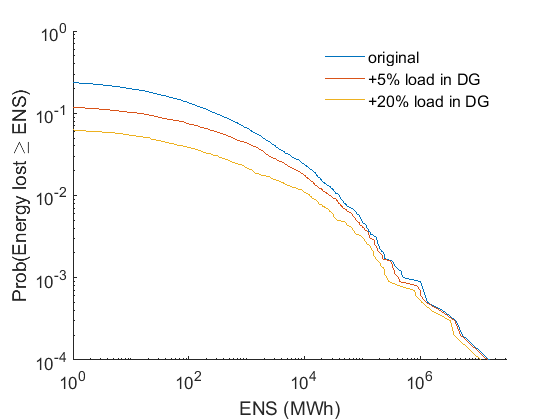 10^0
10^-1
10^-2
10^-3
10^-4
Prob(Energy lost ≥ ENS)
original
+5% load in DG
+20% load in DG
10^0 10^2 10^4 10^6
ENS (MWh)